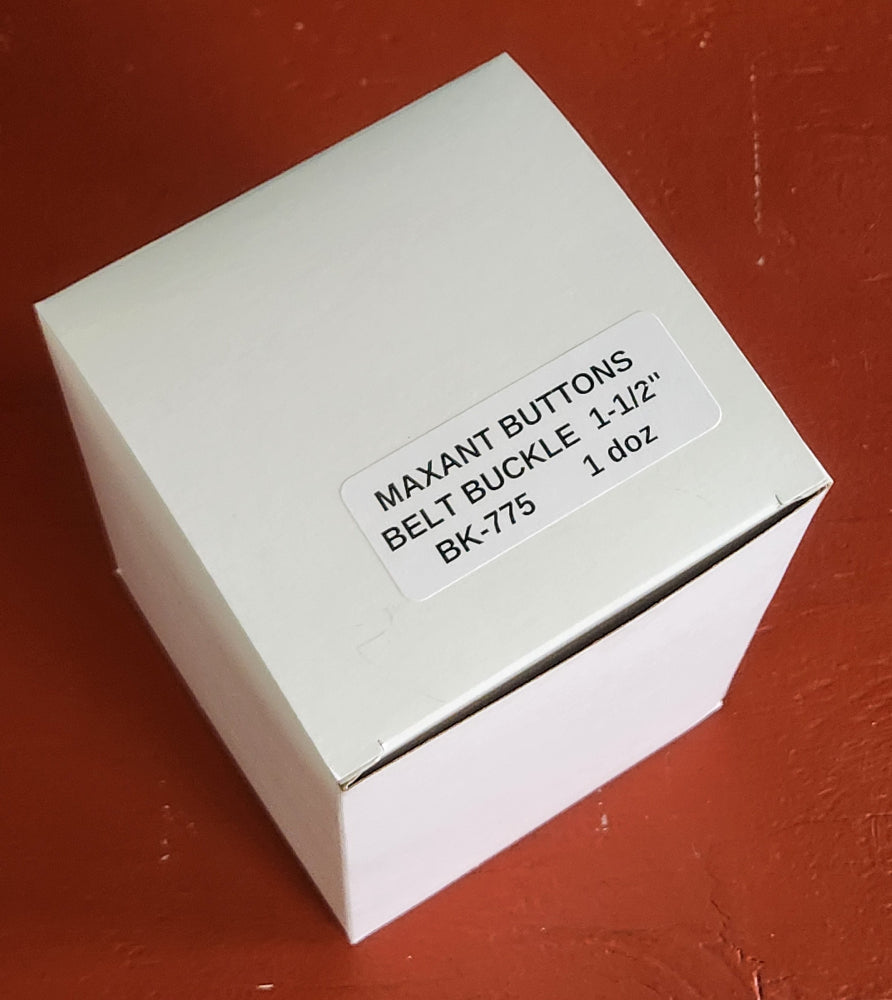 MAXANT BUTTONS
BELT BUCKLE 1-1/2"
BK-775 1 doz